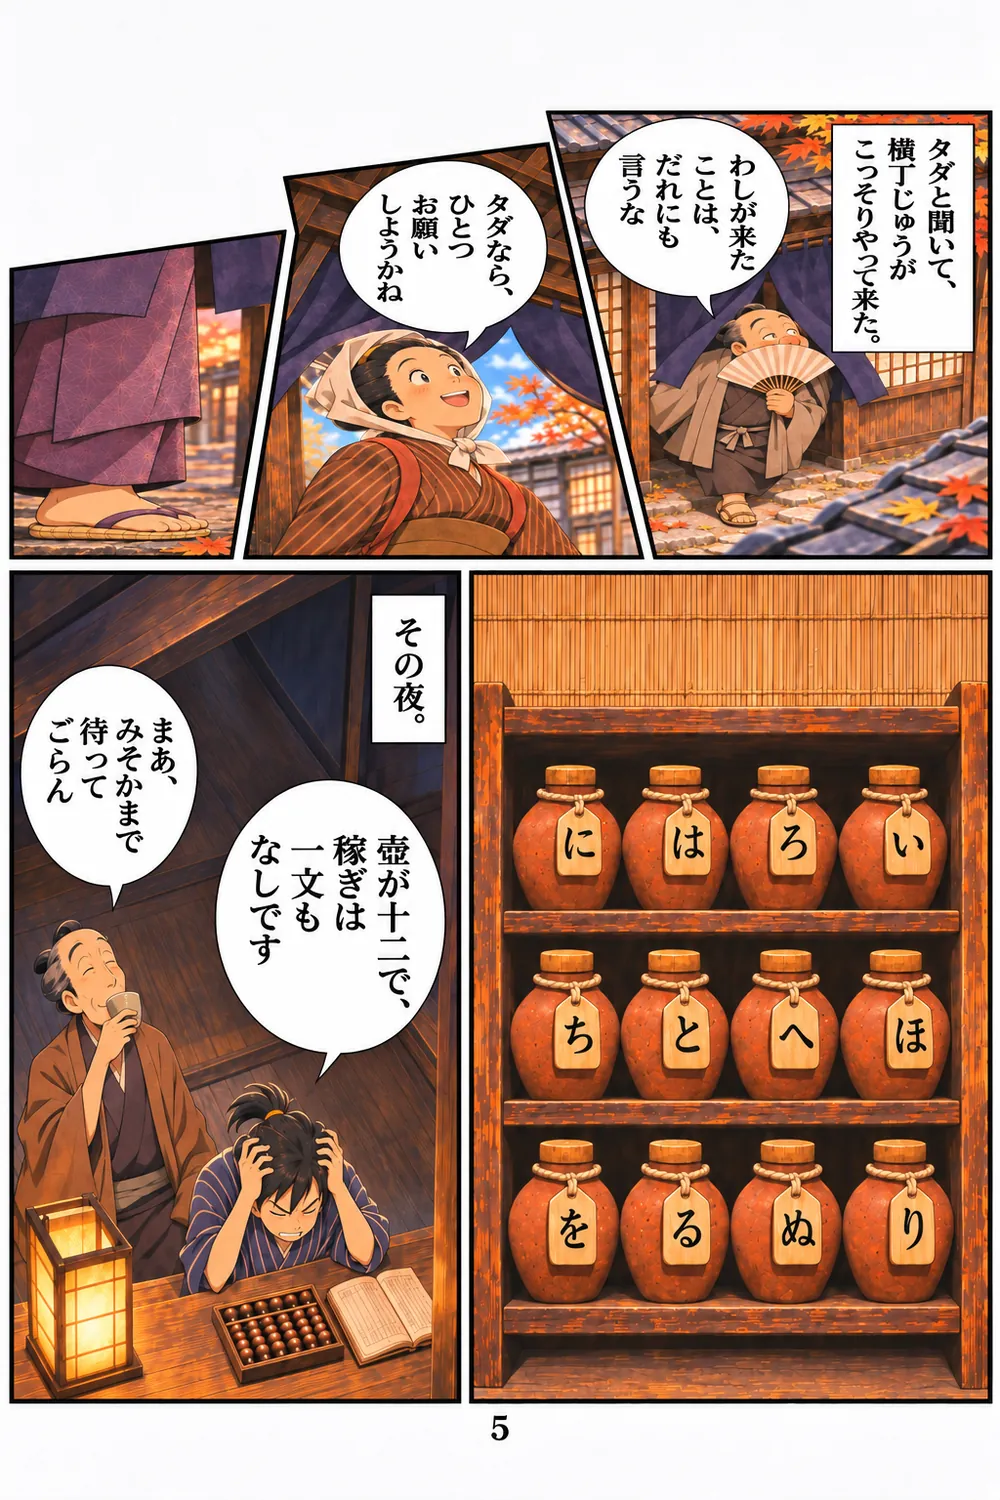 タダと聞いて、
横丁じゅうが
こっそりやって来た。
わしが来た
ことは、
だれにも
言うな
タダなら、
ひとつ
お願い
しようかね
い
ろ
は
に
ほ
へ
と
ち
り
ぬ
る
を
その夜。
壺が十二で、
稼ぎは
一文も
なしです
まあ、
みそかまで
待って
ごらん
5